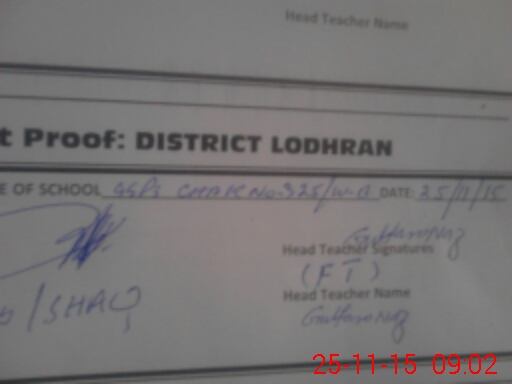 Head Teacher Name
t Proof: DISTRICT LODHRAN
E OF SCHOOL GGPS CHAK No. 325/W-B DATE: 25/11/15
Head Teacher Signatures
(FT)
/SHAQ
Head Teacher Name
25-11-15 09:02